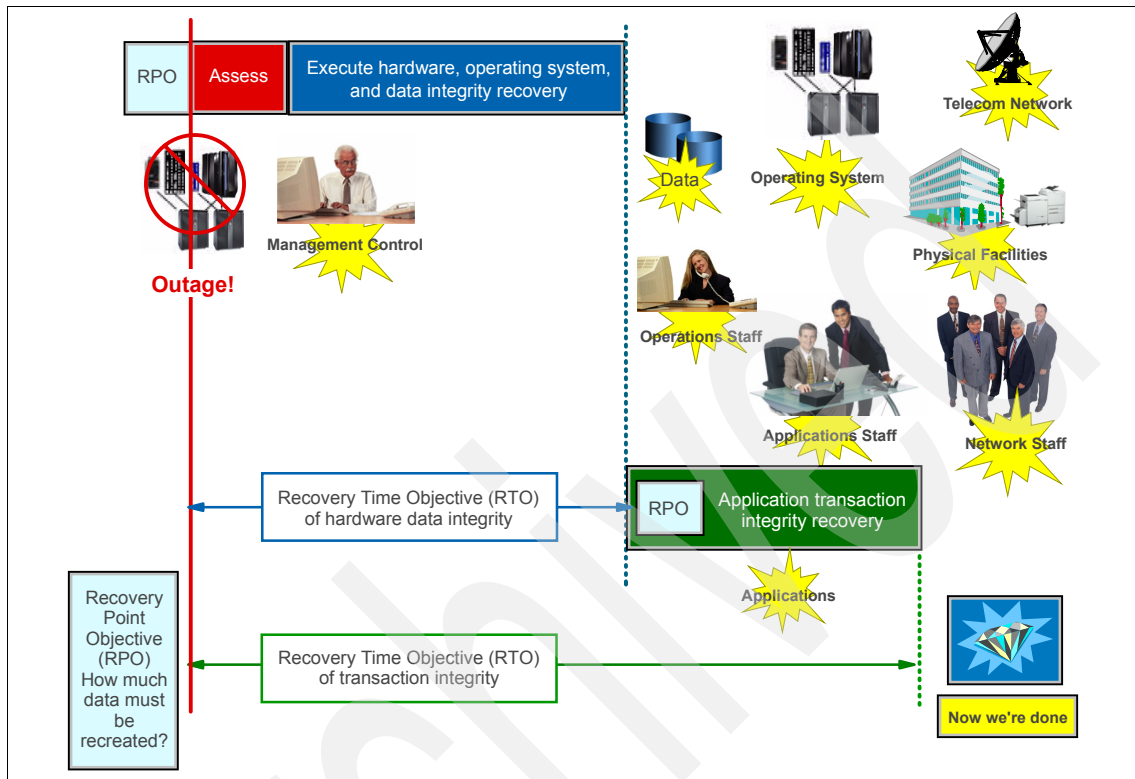 RPO
Assess
Execute hardware, operating system,
and data integrity recovery
Telecom Network
Data
Operating System
Management Control
Physical Facilities
Outage!
Operations Staff
Applications Staff
Network Staff
Recovery Time Objective (RTO)
of hardware data integrity
RPO
Application transaction
integrity recovery
Applications
Recovery
Point
Objective
(RPO)
How much
data must
be
recreated?
Recovery Time Objective (RTO)
of transaction integrity
Now we're done